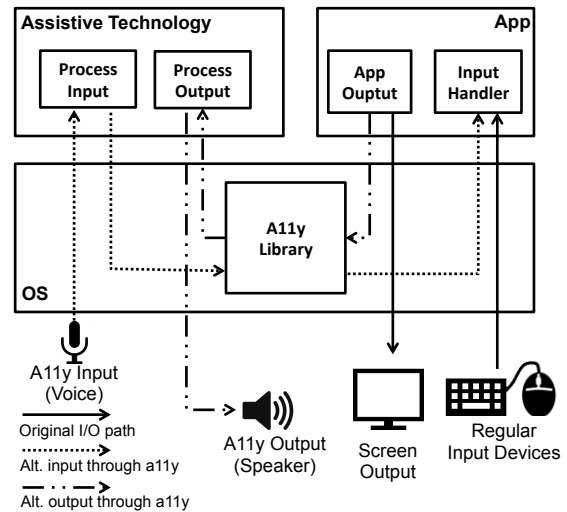 Assistive Technology
App
Process
Input
Process
Output
App
Ouptut
Input
Handler
A11y
Library
OS
A11y Input
(Voice)
A11y Output
(Speaker)
Screen
Output
Regular
Input Devices
Original I/O path
Alt. input through a11y
Alt. output through a11y